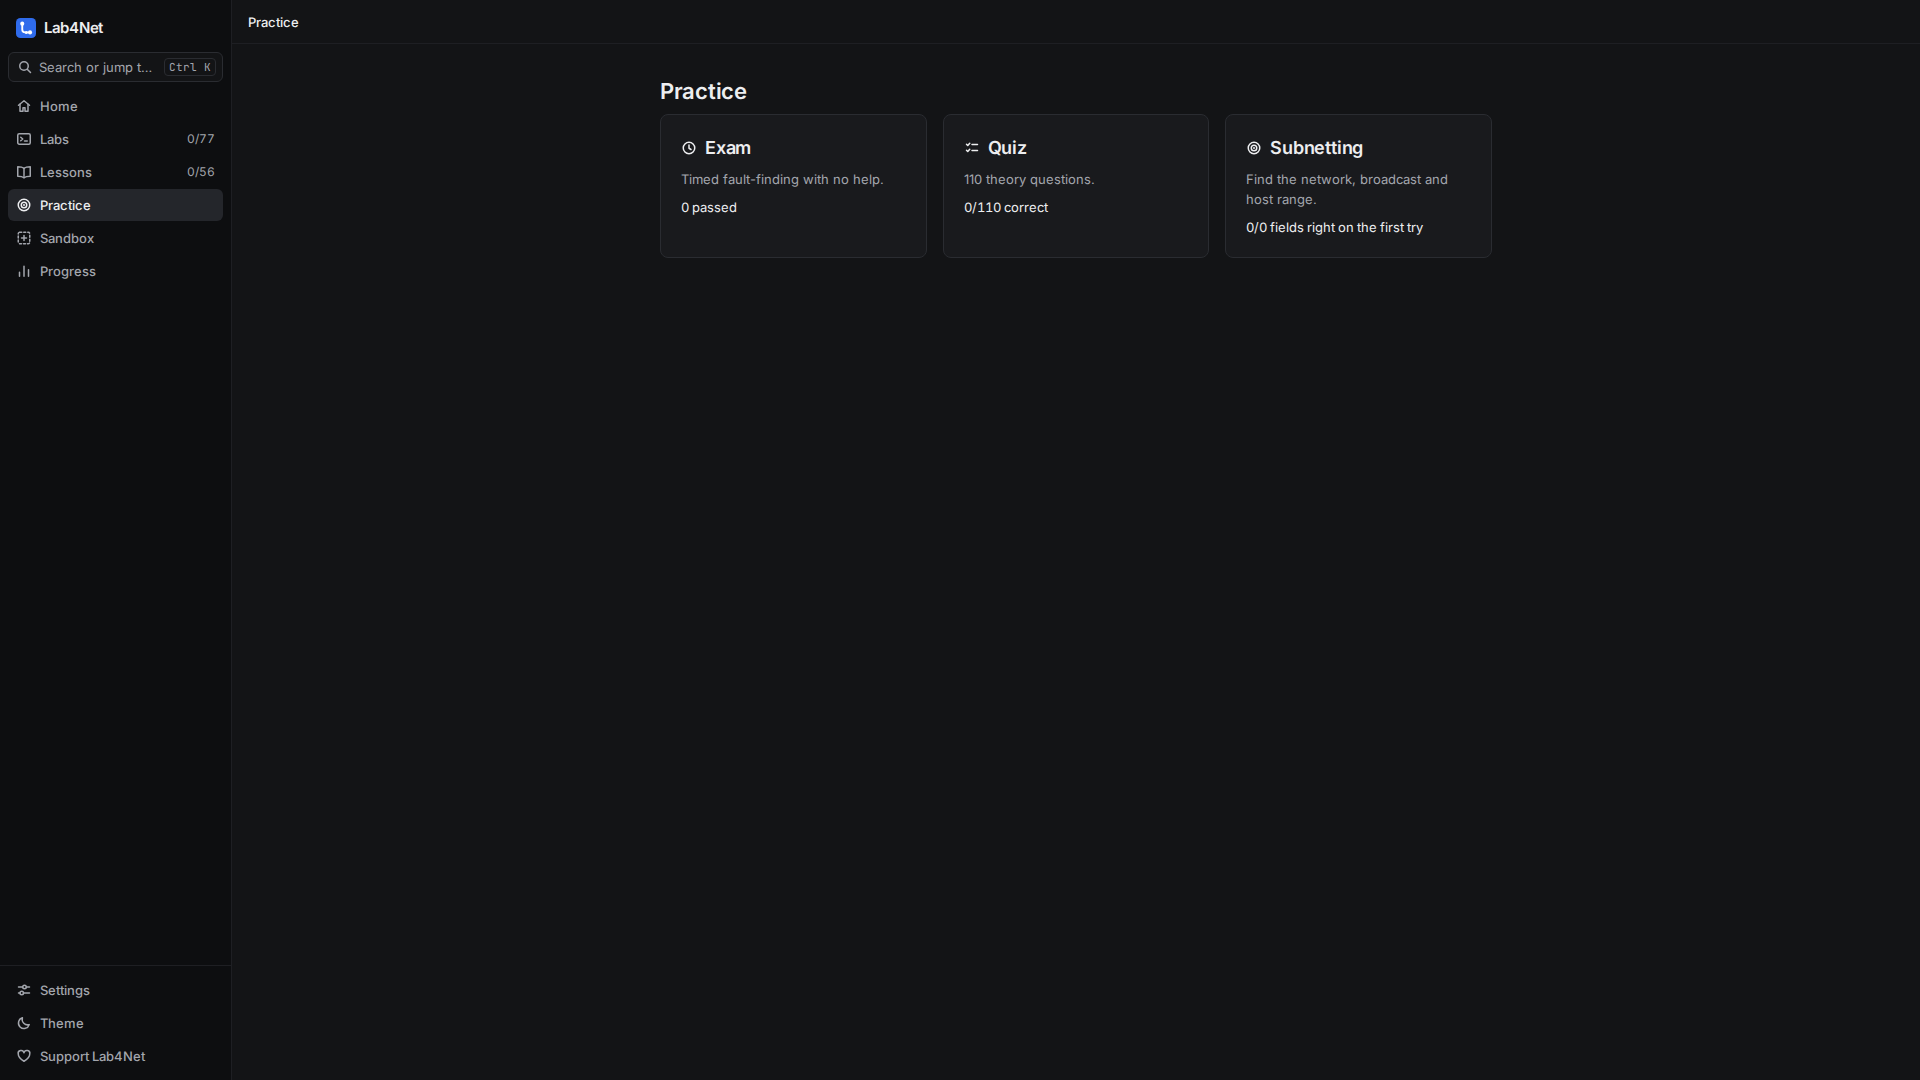 Lab4Net
Search or jump t...
Ctrl K
Home
Labs 0/77
Lessons 0/56
Practice
Sandbox
Progress
Settings
Theme
Support Lab4Net
Practice
Practice
Exam
Timed fault-finding with no help.
0 passed
Quiz
110 theory questions.
0/110 correct
Subnetting
Find the network, broadcast and
host range.
0/0 fields right on the first try